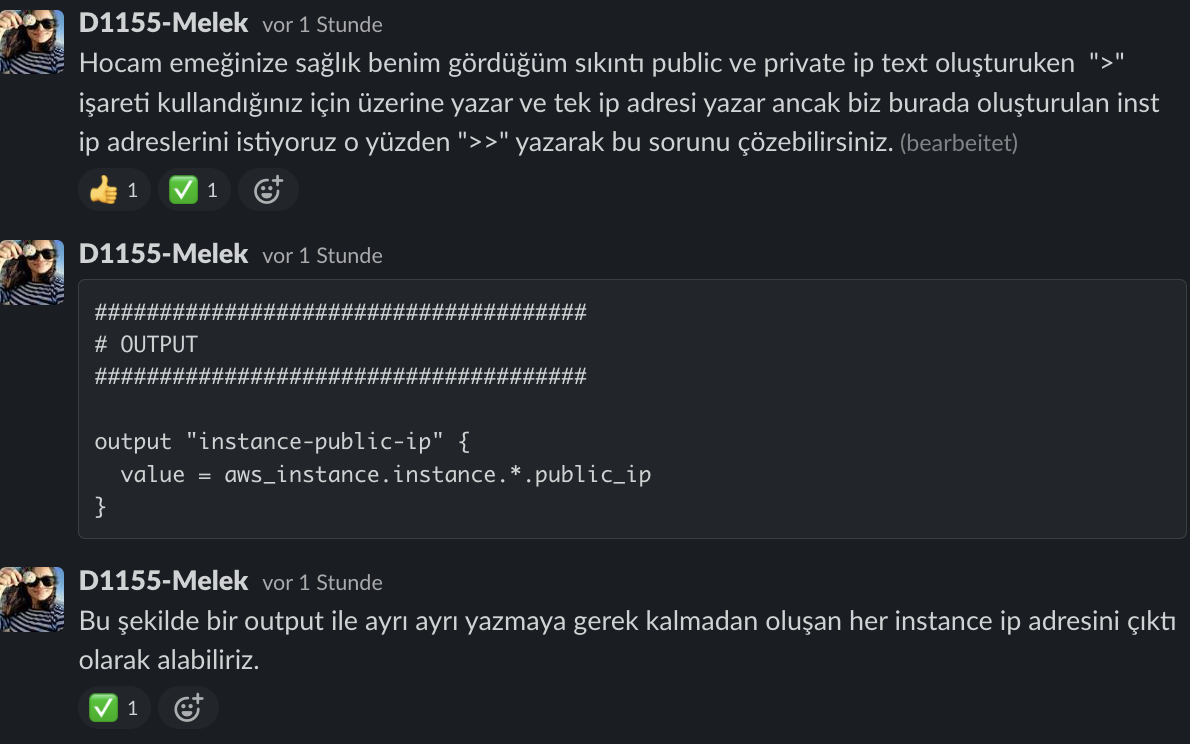 D1155-Melek vor 1 Stunde
Hocam emeğinize sağlık benim gördüğüm sıkıntı public ve private ip text oluşturuken ">"
işareti kullandığınız için üzerine yazar ve tek ip adresi yazar ancak biz burada oluşturulan inst
ip adreslerini istiyoruz o yüzden ">>" yazarak bu sorunu çözebilirsiniz. (bearbeitet)
1 1
D1155-Melek vor 1 Stunde
######################################
# OUTPUT
######################################
output "instance-public-ip" {
value = aws_instance.instance.*.public_ip
}
D1155-Melek vor 1 Stunde
Bu şekilde bir output ile ayrı ayrı yazmaya gerek kalmadan oluşan her instance ip adresini çıktı
olarak alabiliriz.
1